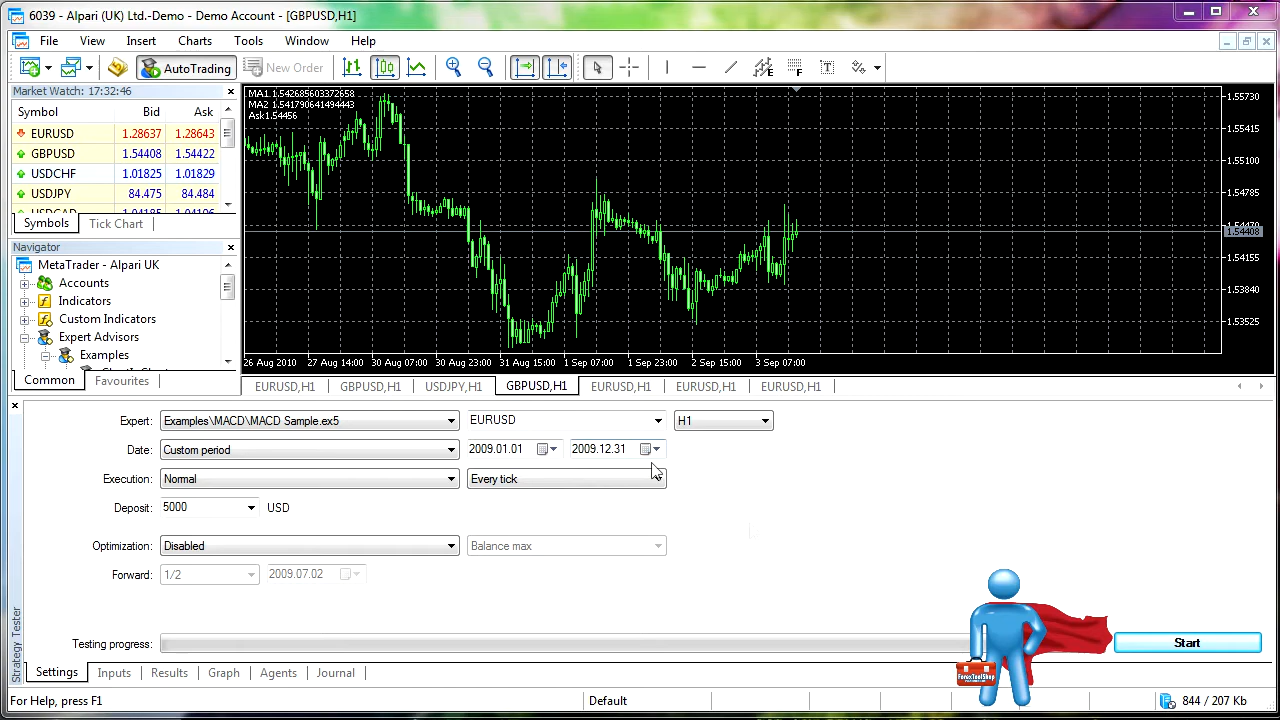 6039 - Alpari (UK) Ltd.-Demo - Demo Account - [GBPUSD,H1]
File View Insert Charts Tools Window Help
AutoTrading New Order
Market Watch: 17:32:46
Symbol Bid Ask
EURUSD 1.28637 1.28643
GBPUSD 1.54408 1.54422
USDCHF 1.01825 1.01829
USDJPY 84.475 84.484
USDCAD 1.04185 1.04196
Symbols Tick Chart
Navigator
MetaTrader - Alpari UK
Accounts
Indicators
Custom Indicators
Expert Advisors
Examples
Common Favourites
MA1 1.542685603372658
MA2 1.541790641494443
Ask1.54456
1.55730
1.55415
1.55100
1.54785
1.54470
1.54408
1.54155
1.53840
1.53525
26 Aug 2010 27 Aug 14:00 30 Aug 07:00 30 Aug 23:00 31 Aug 15:00 1 Sep 07:00 1 Sep 23:00 2 Sep 15:00 3 Sep 07:00
EURUSD,H1 GBPUSD,H1 USDJPY,H1 GBPUSD,H1 EURUSD,H1 EURUSD,H1 EURUSD,H1
Expert: Examples\MACD\MACD Sample.ex5 EURUSD H1
Date: Custom period 2009.01.01 2009.12.31
Execution: Normal Every tick
Deposit: 5000 USD
Optimization: Disabled Balance max
Forward: 1/2 2009.07.02
Testing progress: Start
ForexToolShop
Strategy Tester
Settings Inputs Results Graph Agents Journal
For Help, press F1 Default 844 / 207 Kb